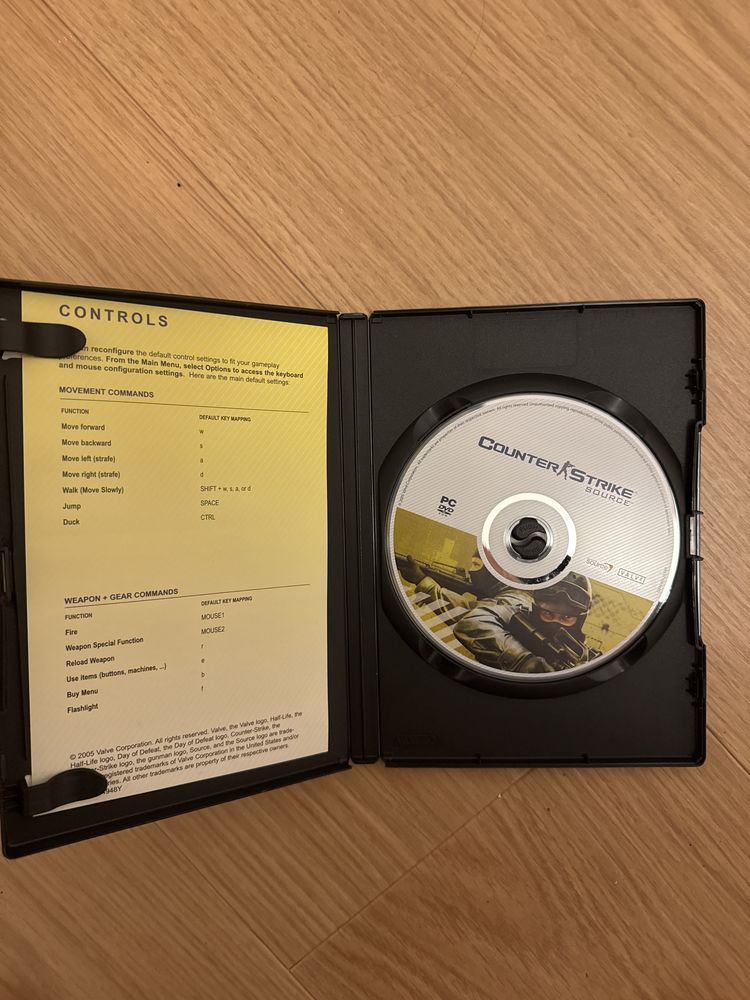 CONTROLS
reconfigure the default control settings to fit your gameplay
preferences. From the Main Menu, select Options to access the keyboard
and mouse configuration settings. Here are the main default settings:
MOVEMENT COMMANDS
FUNCTION DEFAULT KEY MAPPING
Move forward w
Move backward s
Move left (strafe) a
Move right (strafe) d
Walk (Move Slowly) SHIFT + w, s, a, or d
Jump SPACE
Duck CTRL
WEAPON + GEAR COMMANDS
FUNCTION DEFAULT KEY MAPPING
Fire MOUSE1
Weapon Special Function MOUSE2
Reload Weapon r
Use items (buttons, machines, ...) e
Buy Menu b
Flashlight f
© 2005 Valve Corporation. All rights reserved. Valve, the Valve logo, Half-Life, the
Half-Life logo, Day of Defeat, the Day of Defeat logo, Counter-Strike, the
-Strike logo, the gunman logo, Source, and the Source logo are trade-
registered trademarks of Valve Corporation in the United States and/or
All other trademarks are property of their respective owners.
948Y
COUNTER STRIKE
SOURCE
PC
DVD
source
VALVE